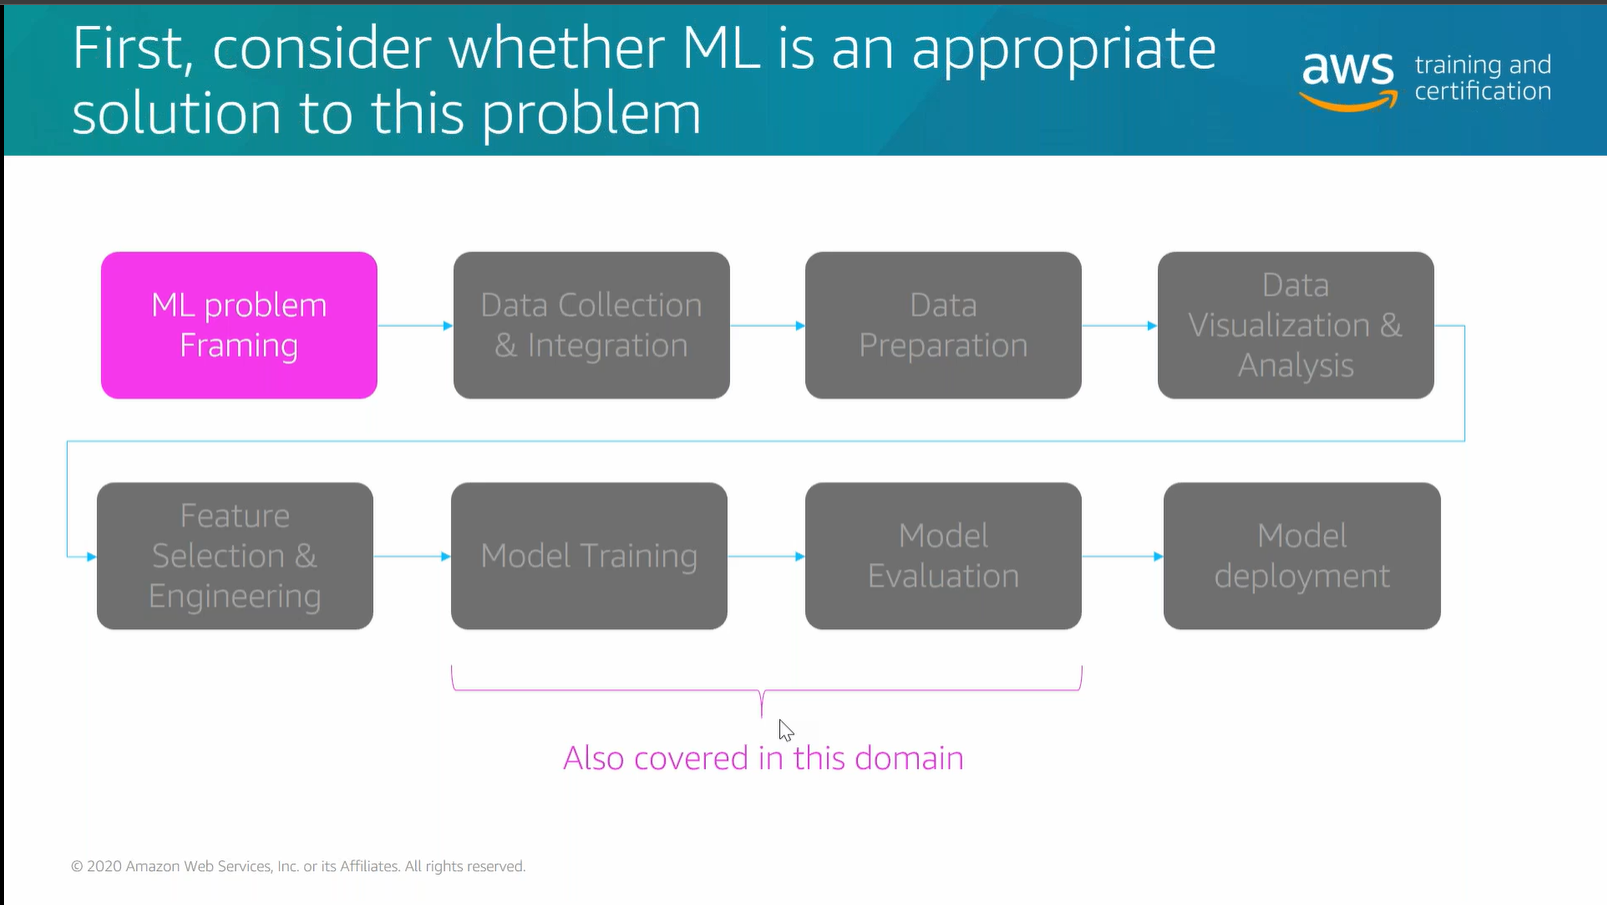 First, consider whether ML is an appropriate
solution to this problem
aws
training and
certification
ML problem
Framing
Data Collection
& Integration
Data
Preparation
Data
Visualization &
Analysis
Feature
Selection &
Engineering
Model Training
Model
Evaluation
Model
deployment
Also covered in this domain
© 2020 Amazon Web Services, Inc. or its Affiliates. All rights reserved.